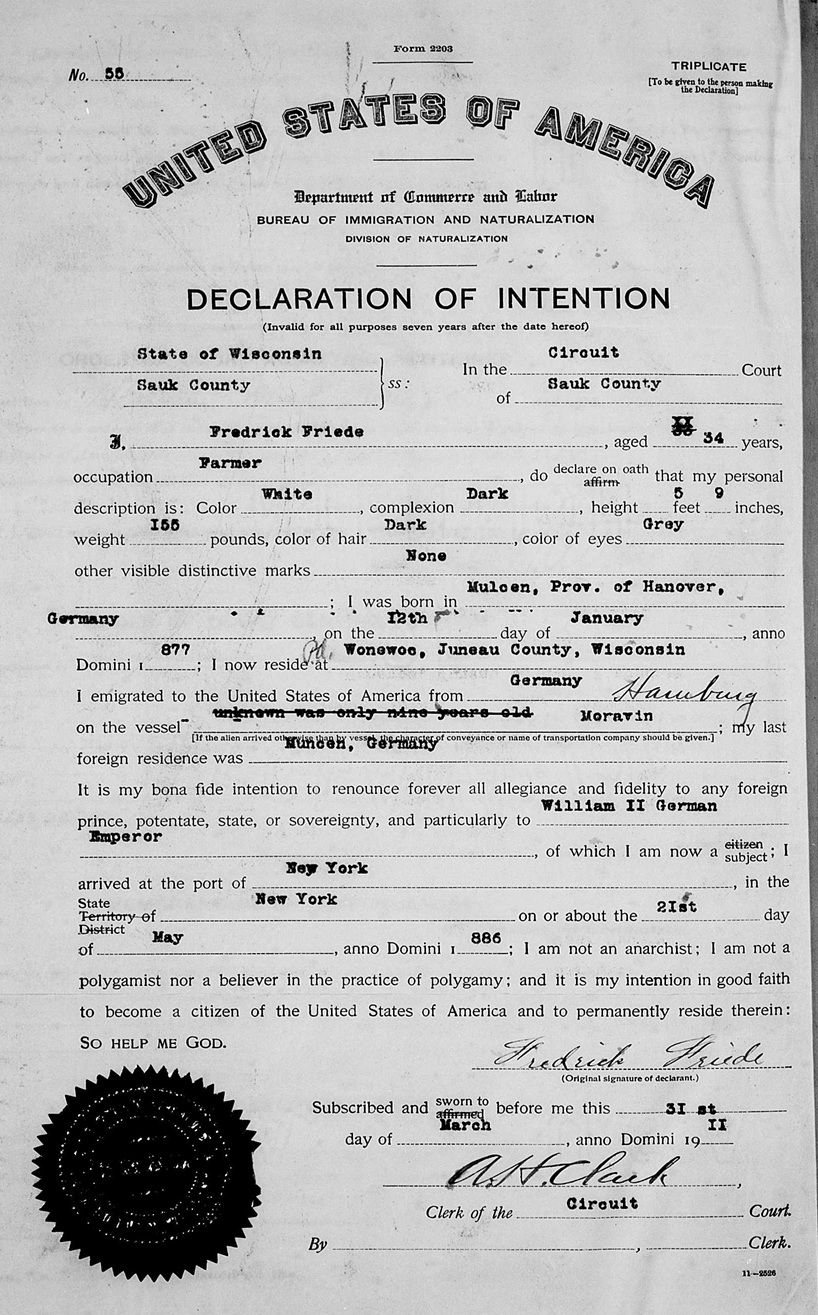 Form 2203
No. 55
TRIPLICATE
[To be given to the person making
the Declaration]
UNITED STATES OF AMERICA
Department of Commerce and Labor
BUREAU OF IMMIGRATION AND NATURALIZATION
DIVISION OF NATURALIZATION
DECLARATION OF INTENTION
(Invalid for all purposes seven years after the date hereof)
State of Wisconsin
Sauk County
ss:
In the Circuit Court
of Sauk County
I, Fredrick Friede, aged 34 years,
occupation Farmer, do declare on oath affirm that my personal
description is: Color White, complexion Dark, height 5 feet 9 inches,
weight I55 pounds, color of hair Dark, color of eyes Grey
other visible distinctive marks None
; I was born in Mulcen, Prov. of Hanover,
Germany, on the I2th day of January, anno
Domini 1 877; I now reside at Wonewoc, Juneau County, Wisconsin
I emigrated to the United States of America from Germany Hamburg
on the vessel unknown was only nine years old Moravin; my last
[If the alien arrived otherwise than by vessel, the character of conveyance or name of transportation company should be given.]
foreign residence was Muncen, Germany
It is my bona fide intention to renounce forever all allegiance and fidelity to any foreign
prince, potentate, state, or sovereignty, and particularly to William II German
Emperor, of which I am now a citizen subject; I
arrived at the port of New York, in the
State
Territory of New York on or about the 2Ist day
District
of May, anno Domini 1 886; I am not an anarchist; I am not a
polygamist nor a believer in the practice of polygamy; and it is my intention in good faith
to become a citizen of the United States of America and to permanently reside therein:
SO HELP ME GOD.
Fredrick Friede
(Original signature of declarant.)
Subscribed and sworn to affirmed before me this 3I st
day of March, anno Domini 19 II
A. H. Clark,
Clerk of the Circuit Court.
By , Clerk.
11-2526